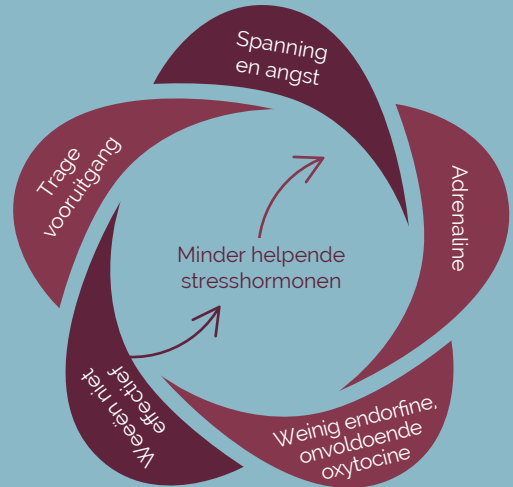 Spanning
en angst
Adrenaline
Weinig endorfine,
onvoldoende
oxytocine
Weeën niet
effectief
Trage
vooruitgang
Minder helpende
stresshormonen